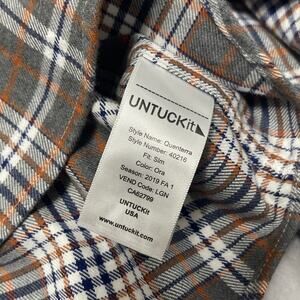 UNTUCKit
Style Name: Quenterra
Style Number: 40216
Fit: Slim
Color: Ora
Season: 2019 FA 1
VEND Code: LGN
CA62799
UNTUCKit
USA
www.untuckit.com